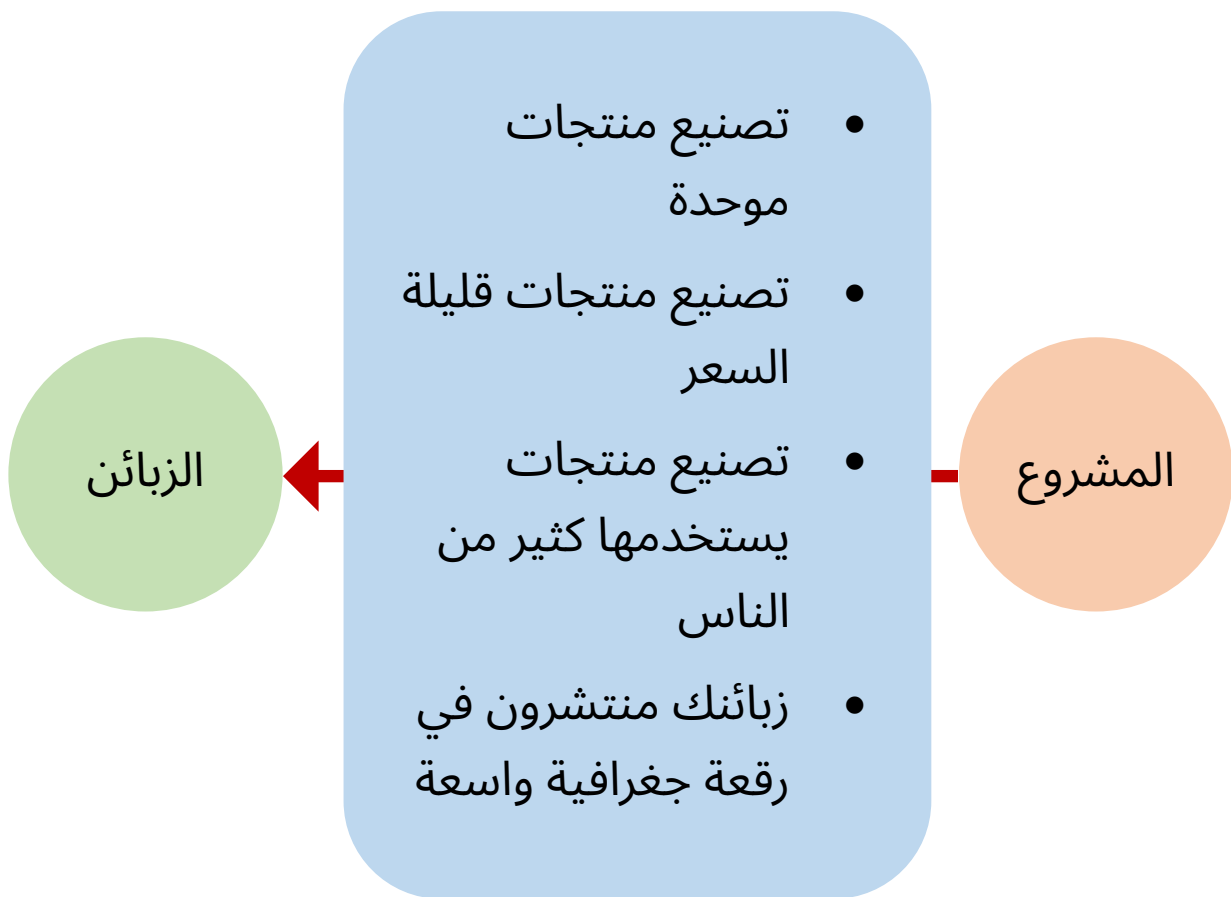 المشروع
• تصنيع منتجات
موحدة
• تصنيع منتجات قليلة
السعر
• تصنيع منتجات
يستخدمها كثير من
الناس
• زبائنك منتشرون في
رقعة جغرافية واسعة
الزبائن